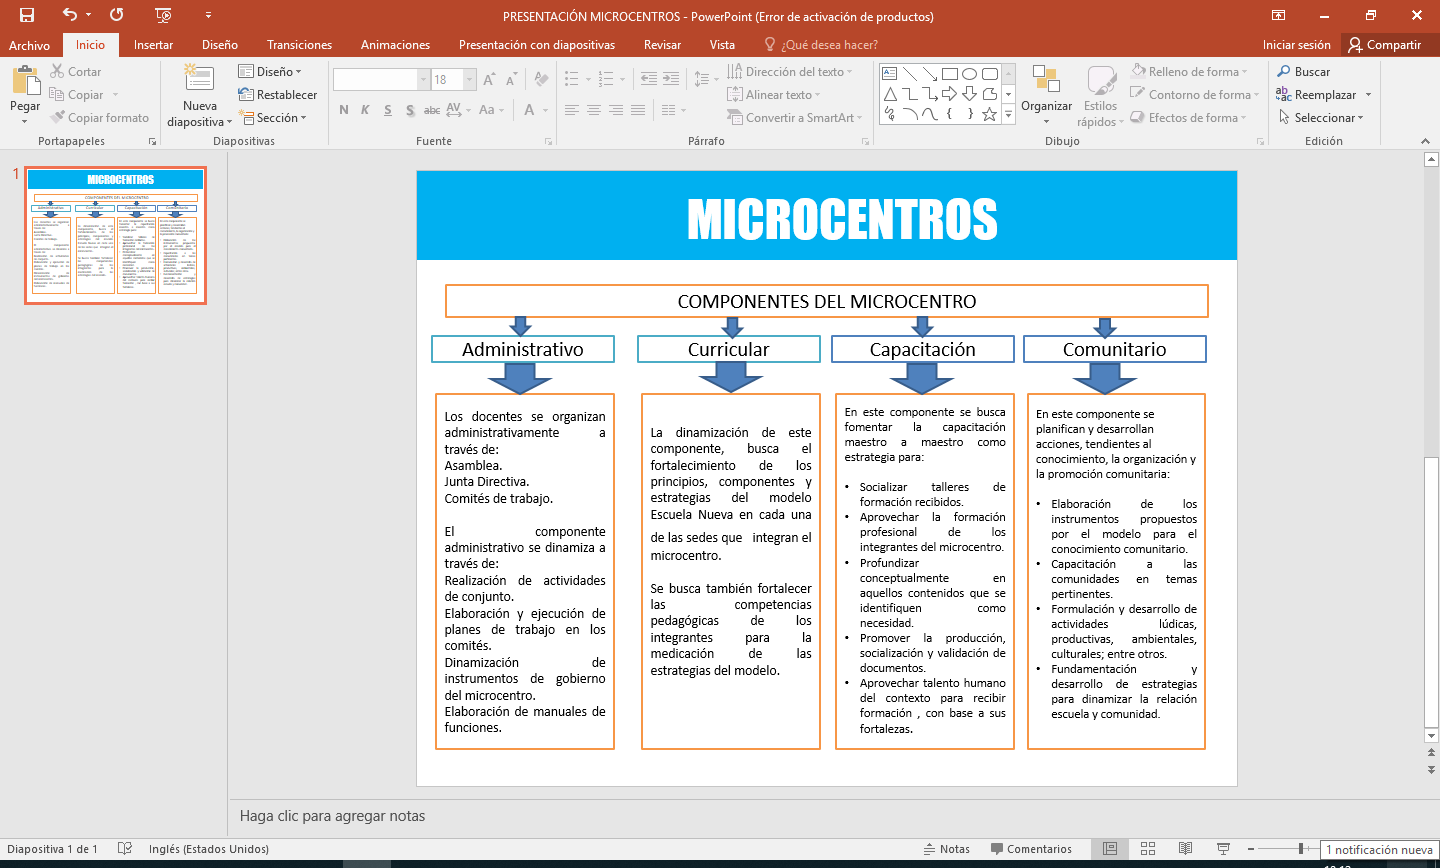 PRESENTACIÓN MICROCENTROS - PowerPoint (Error de activación de productos)
Archivo Inicio Insertar Diseño Transiciones Animaciones Presentación con diapositivas Revisar Vista ¿Qué desea hacer? Iniciar sesión Compartir
Pegar
Cortar
Copiar
Copiar formato
Portapapeles
Nueva
diapositiva
Diseño
Restablecer
Sección
Diapositivas
18
N K S S abc AV Aa A
Fuente
Dirección del texto
Alinear texto
Convertir a SmartArt
Párrafo
Organizar
Estilos
rápidos
Relleno de forma
Contorno de forma
Efectos de forma
Dibujo
Buscar
Reemplazar
Seleccionar
Edición
1
MICROCENTROS
COMPONENTES DEL MICROCENTRO
Administrativo
Los docentes se organizan
administrativamente a
través de:
Asamblea.
Junta Directiva.
Comités de trabajo.
El componente
administrativo se dinamiza a
través de:
Realización de actividades
de conjunto.
Elaboración y ejecución de
planes de trabajo en los
comités.
Dinamización de
instrumentos de gobierno
del microcentro.
Elaboración de manuales de
funciones.
Curricular
La dinamización de este
componente, busca el
fortalecimiento de los
principios, componentes y
estrategias del modelo
Escuela Nueva en cada una
de las sedes que integran el
microcentro.
Se busca también fortalecer
las competencias
pedagógicas de los
integrantes para la
medicación de las
estrategias del modelo.
Capacitación
En este componente se busca
fomentar la capacitación
maestro a maestro como
estrategia para:
• Socializar talleres de
formación recibidos.
• Aprovechar la formación
profesional de los
integrantes del microcentro.
• Profundizar
conceptualmente en
aquellos contenidos que se
identifiquen como
necesidad.
• Promover la producción,
socialización y validación de
documentos.
• Aprovechar talento humano
del contexto para recibir
formación , con base a sus
fortalezas.
Comunitario
En este componente se
planifican y desarrollan
acciones, tendientes al
conocimiento, la organización y
la promoción comunitaria:
• Elaboración de los
instrumentos propuestos
por el modelo para el
conocimiento comunitario.
• Capacitación a las
comunidades en temas
pertinentes.
• Formulación y desarrollo de
actividades lúdicas,
productivas, ambientales,
culturales; entre otros.
• Fundamentación y
desarrollo de estrategias
para dinamizar la relación
escuela y comunidad.
Haga clic para agregar notas
Diapositiva 1 de 1 Inglés (Estados Unidos) Notas Comentarios
1 notificación nueva